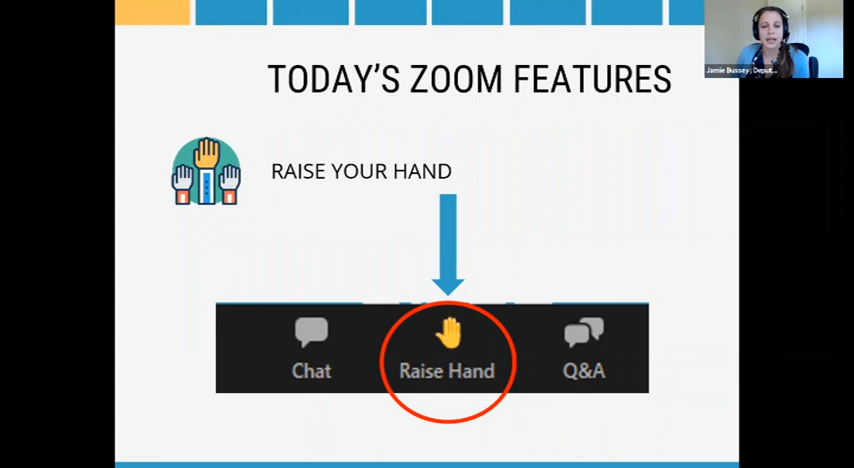 TODAY'S ZOOM FEATURES
Jamie Bussey, Deput...
RAISE YOUR HAND
Chat
Raise Hand
Q&A